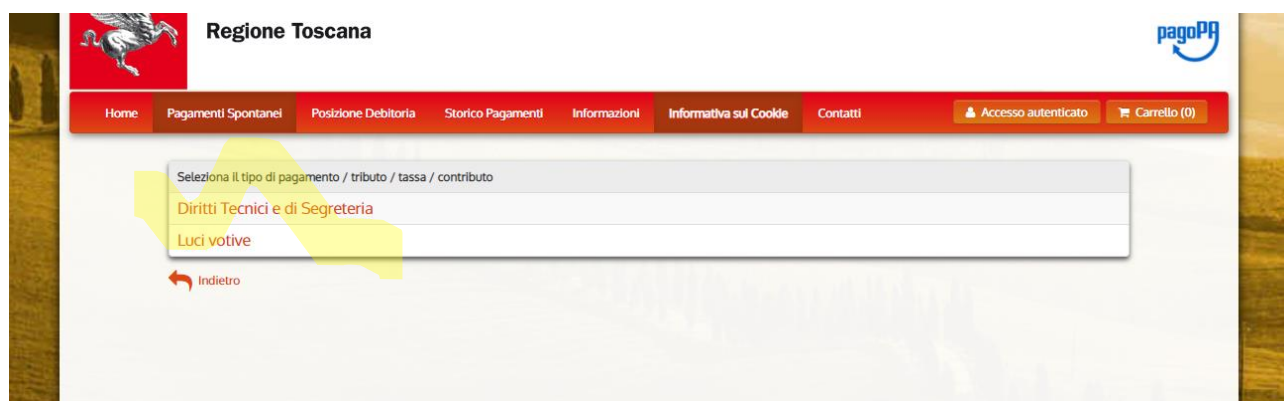 Regione Toscana
pagoPA
Home Pagamenti Spontanei Posizione Debitoria Storico Pagamenti Informazioni Informativa sui Cookie Contatti Accesso autenticato Carrello (0)
Seleziona il tipo di pagamento / tributo / tassa / contributo
Diritti Tecnici e di Segreteria
Luci votive
Indietro